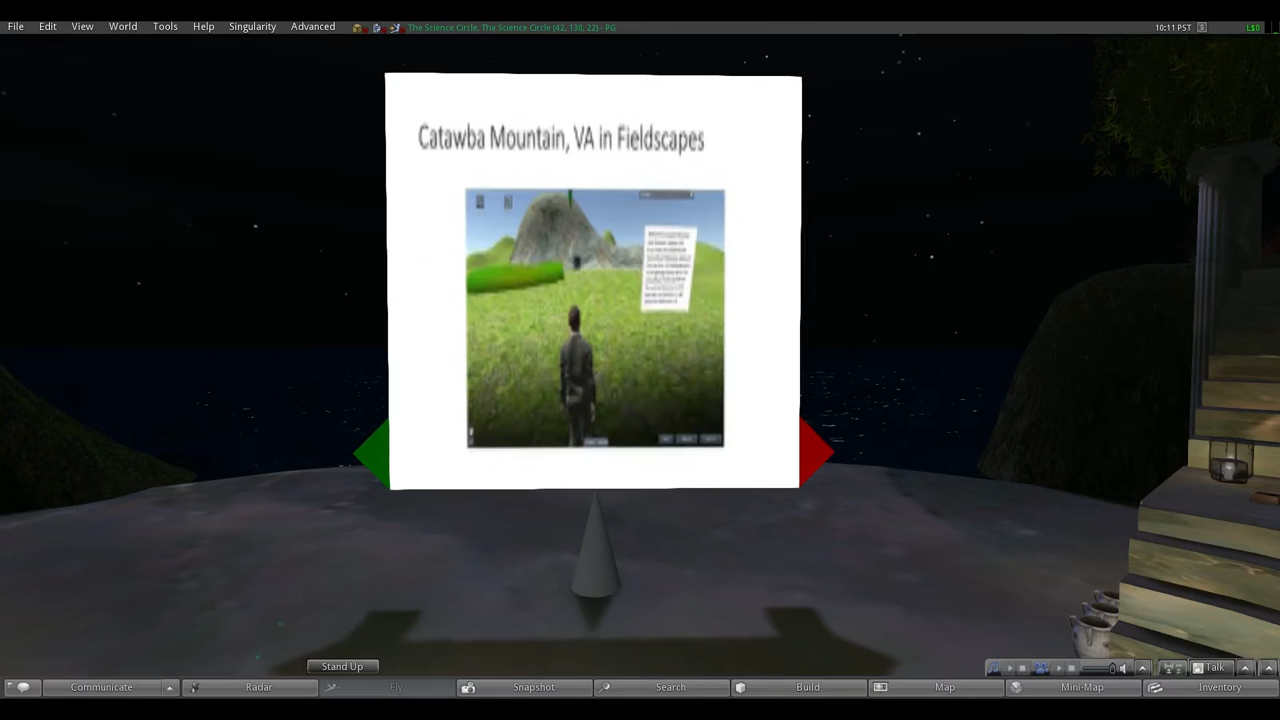 File Edit View World Tools Help Singularity Advanced The Science Circle, The Science Circle (42, 130, 22) - PG 10:11 PST S L$0
Catawba Mountain, VA in Fieldscapes
Stand Up
Talk
Communicate Radar Fly Snapshot Search Build Map Mini-Map Inventory